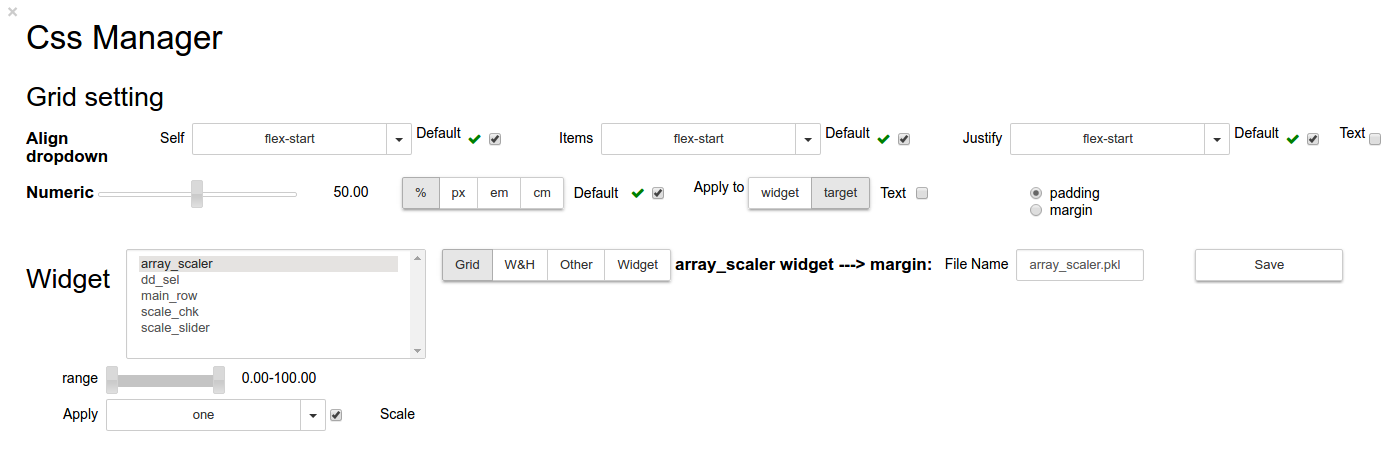 ×
Css Manager
Grid setting
Align dropdown Self flex-start Default Items flex-start Default Justify flex-start Default Text
Numeric 50.00 % px em cm Default Apply to widget target Text padding
margin
Widget array_scaler Grid W&H Other Widget array_scaler widget ---> margin: File Name array_scaler.pkl Save
dd_sel
main_row
scale_chk
scale_slider
range 0.00-100.00
Apply one Scale